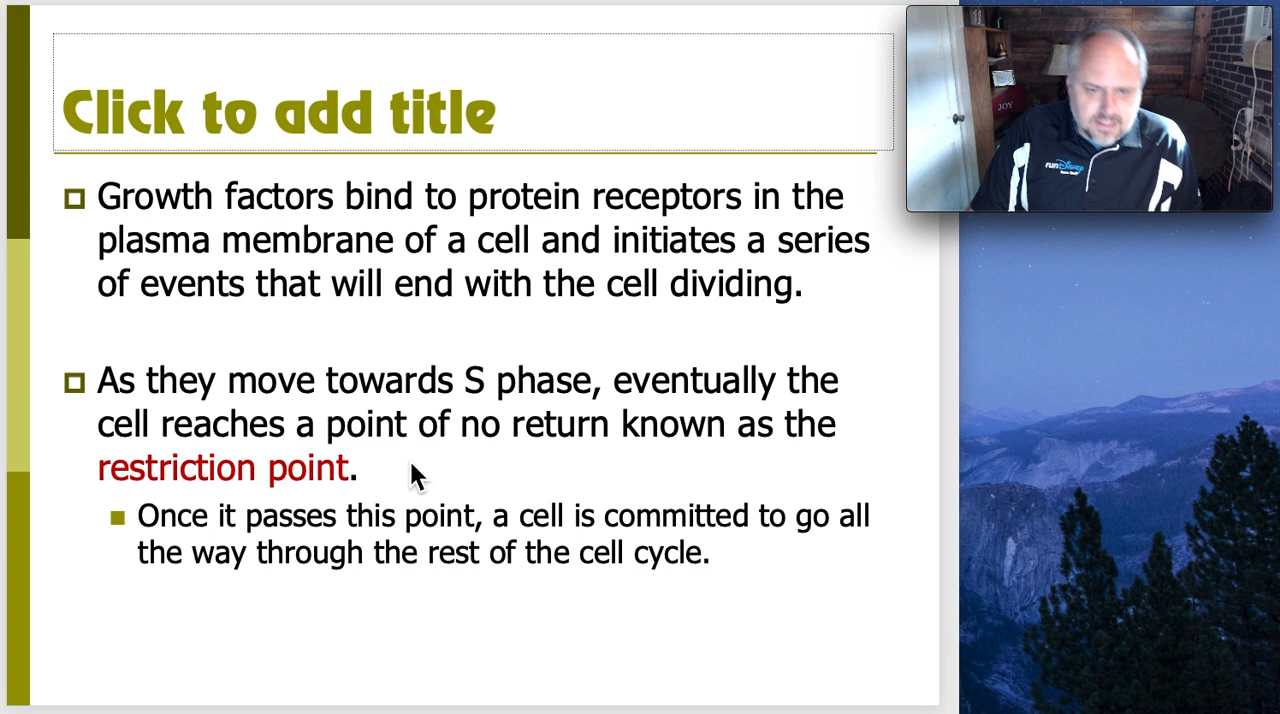 Click to add title
Growth factors bind to protein receptors in the
plasma membrane of a cell and initiates a series
of events that will end with the cell dividing.
As they move towards S phase, eventually the
cell reaches a point of no return known as the
restriction point.
Once it passes this point, a cell is committed to go all
the way through the rest of the cell cycle.
JOY
runDisney